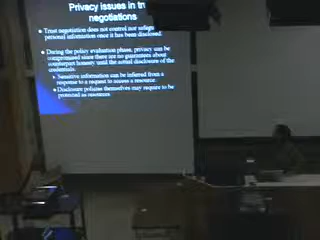 Privacy issues in
negotiations
Trust negotiation does not control nor
personal information once it has been disclosed.
During the policy evaluation phase, privacy can be
compromised since there are no guarantees about
counterpart honesty until the actual disclosure of the
credentials.
Sensitive information can be inferred from a
response to a request to access a resource.
Disclosure policies themselves may require to be
protected as resources